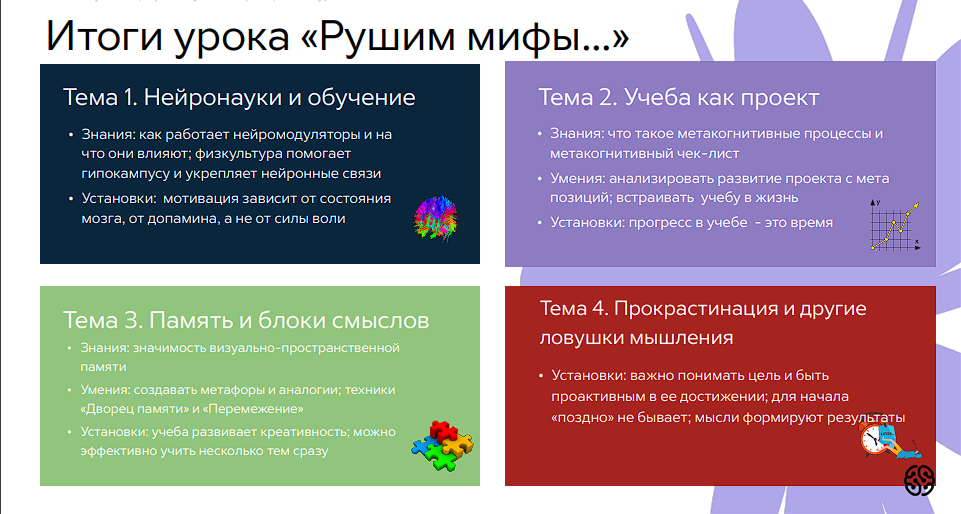 Итоги урока «Рушим мифы...»
Тема 1. Нейронауки и обучение
• Знания: как работает нейромодуляторы и на
что они влияют; физкультура помогает
гипокампусу и укрепляет нейронные связи
• Установки: мотивация зависит от состояния
мозга, от допамина, а не от силы воли
Тема 2. Учеба как проект
• Знания: что такое метакогнитивные процессы и
метакогнитивный чек-лист
• Умения: анализировать развитие проекта с мета
позиций; встраивать учебу в жизнь
• Установки: прогресс в учебе - это время
y
x
Тема 3. Память и блоки смыслов
• Знания: значимость визуально-пространственной
памяти
• Умения: создавать метафоры и аналогии; техники
«Дворец памяти» и «Перемежение»
• Установки: учеба развивает креативность; можно
эффективно учить несколько тем сразу
Тема 4. Прокрастинация и другие
ловушки мышления
• Установки: важно понимать цель и быть
проактивным в ее достижении; для начала
«поздно» не бывает; мысли формируют результаты